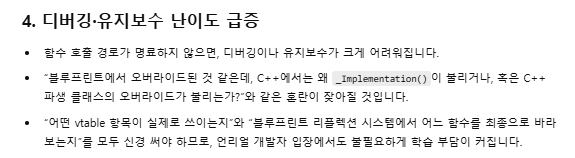 4. 디버깅·유지보수 난이도 급증
• 함수 호출 경로가 명료하지 않으면, 디버깅이나 유지보수가 크게 어려워집니다.
• “블루프린트에서 오버라이드된 것 같은데, C++에서는 왜 _Implementation()이 불리거나, 혹은 C++
파생 클래스의 오버라이드가 불리는가?”와 같은 혼란이 잦아질 것입니다.
• “어떤 vtable 항목이 실제로 쓰이는지”와 “블루프린트 리플렉션 시스템에서 어느 함수를 최종으로 바라
보는지”를 모두 신경 써야 하므로, 언리얼 개발자 입장에서도 불필요하게 학습 부담이 커집니다.